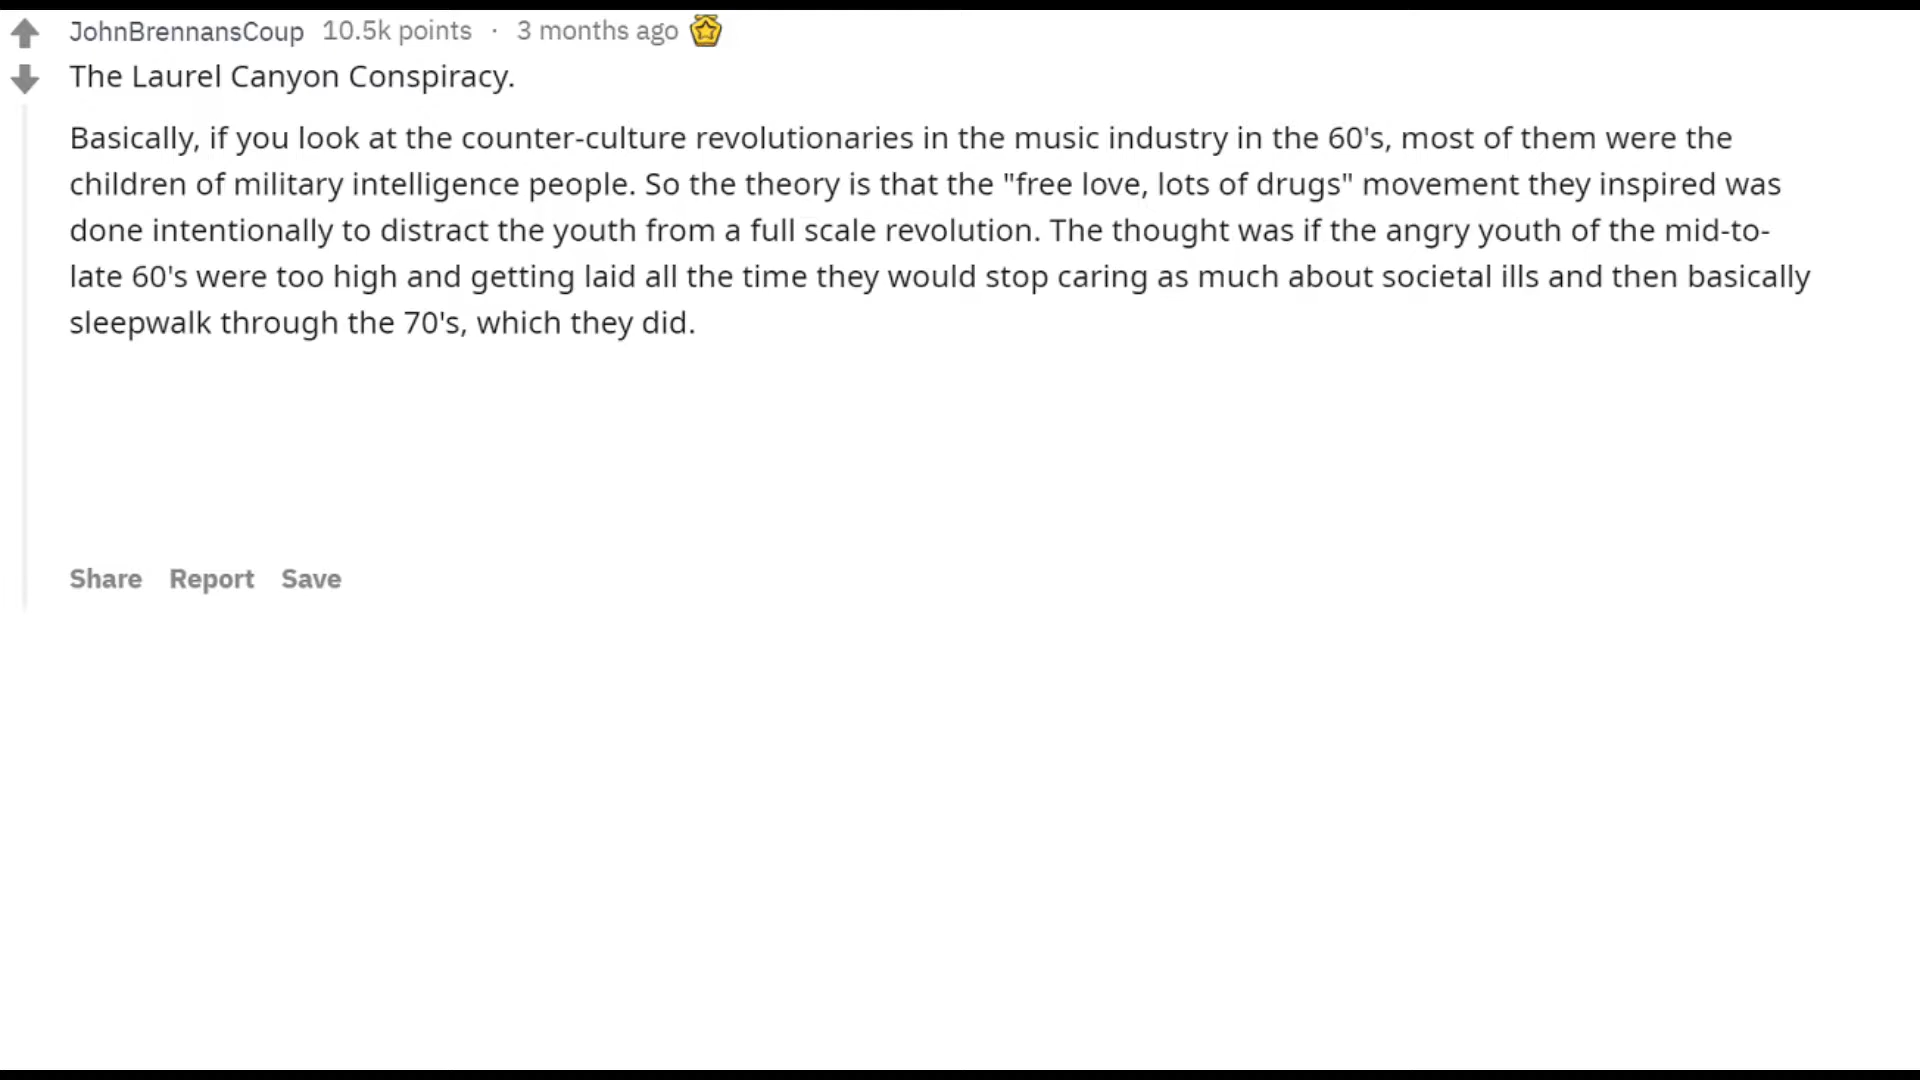 JohnBrennansCoup 10.5k points · 3 months ago
The Laurel Canyon Conspiracy.
Basically, if you look at the counter-culture revolutionaries in the music industry in the 60's, most of them were the
children of military intelligence people. So the theory is that the "free love, lots of drugs" movement they inspired was
done intentionally to distract the youth from a full scale revolution. The thought was if the angry youth of the mid-to-
late 60's were too high and getting laid all the time they would stop caring as much about societal ills and then basically
sleepwalk through the 70's, which they did.
Share Report Save